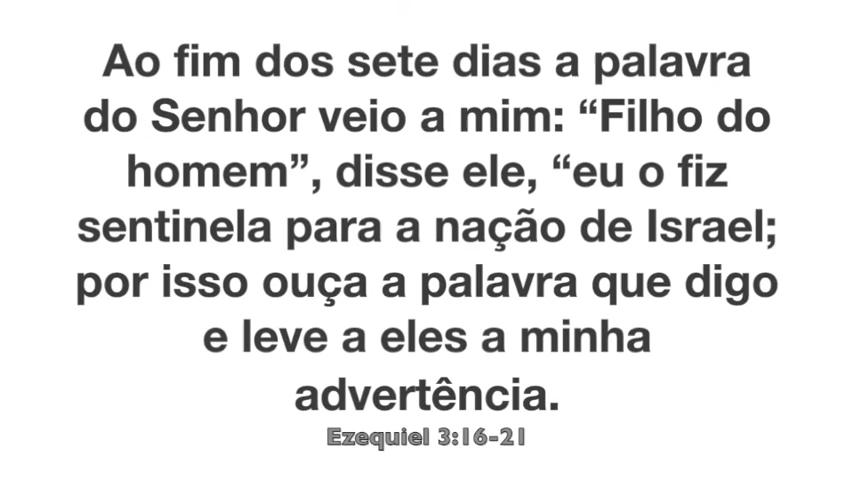 Ao fim dos sete dias a palavra
do Senhor veio a mim: “Filho do
homem”, disse ele, “eu o fiz
sentinela para a nação de Israel;
por isso ouça a palavra que digo
e leve a eles a minha
advertência.
Ezequiel 3:16-21